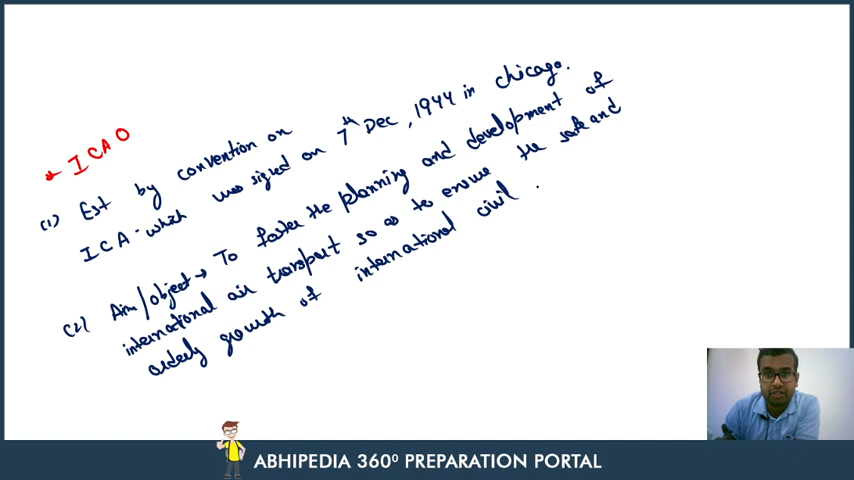 * ICAO
(1) Est by convention on
ICA - which was signed on 7th Dec, 1944 in Chicago.
(2) Aim/object → To foster the planning and development of
international air transport so as to ensure the safe and
orderly growth of international civil
ABHIPEDIA 360° PREPARATION PORTAL